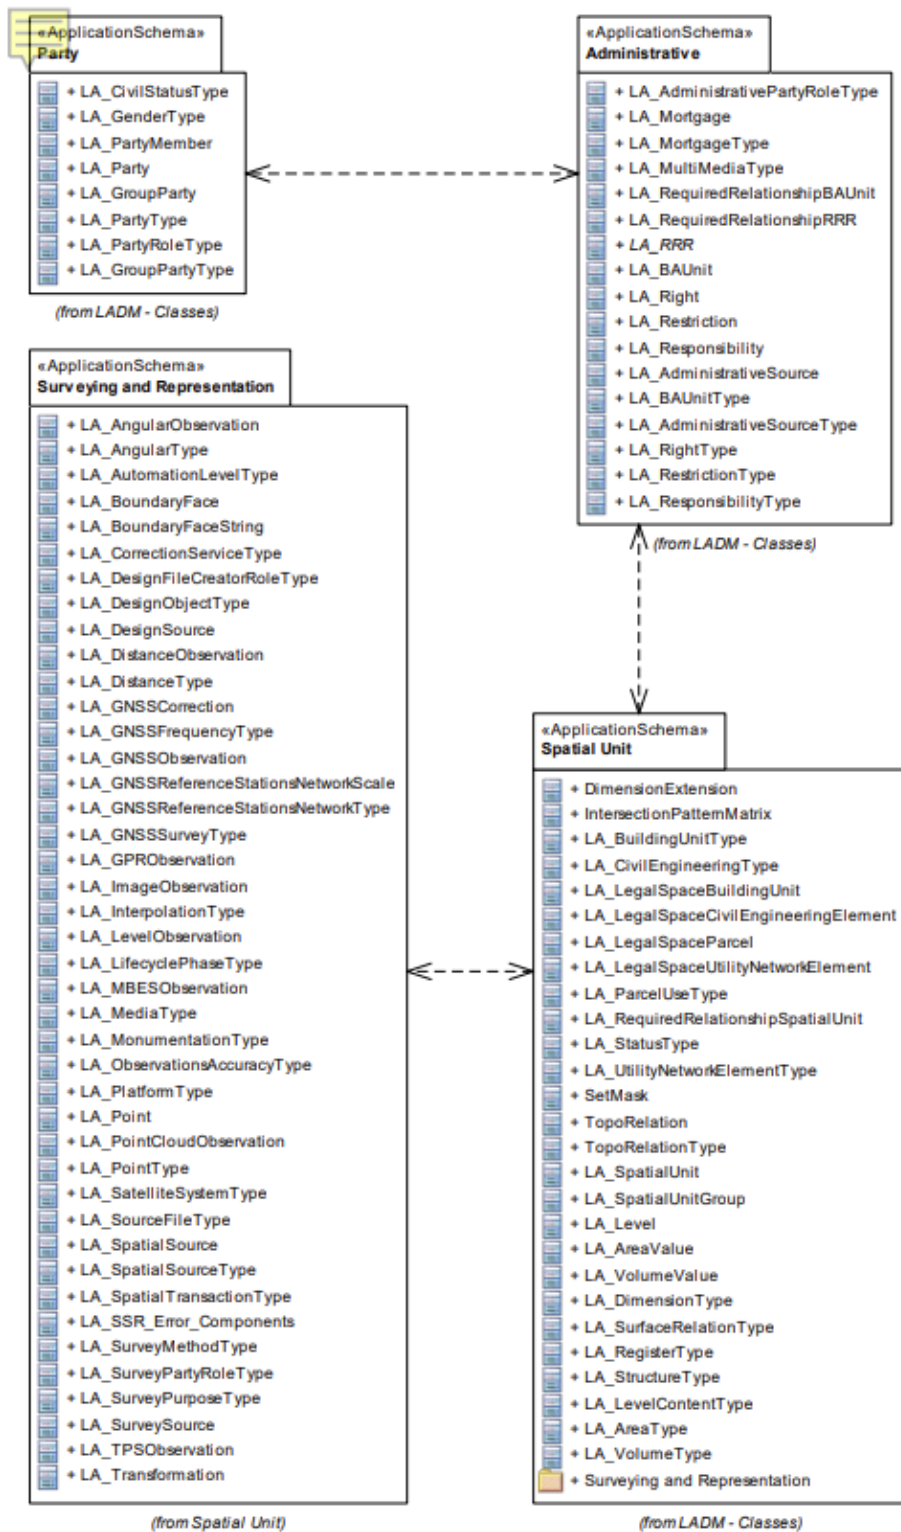 «ApplicationSchema»
Party
+ LA_CivilStatusType
+ LA_GenderType
+ LA_PartyMember
+ LA_Party
+ LA_GroupParty
+ LA_PartyType
+ LA_PartyRoleType
+ LA_GroupPartyType
(from LADM - Classes)
«ApplicationSchema»
Administrative
+ LA_AdministrativePartyRoleType
+ LA_Mortgage
+ LA_MortgageType
+ LA_MultiMediaType
+ LA_RequiredRelationshipBAUnit
+ LA_RequiredRelationshipRRR
+ LA_RRR
+ LA_BAUnit
+ LA_Right
+ LA_Restriction
+ LA_Responsibility
+ LA_AdministrativeSource
+ LA_BAUnitType
+ LA_AdministrativeSourceType
+ LA_RightType
+ LA_RestrictionType
+ LA_ResponsibilityType
(from LADM - Classes)
«ApplicationSchema»
Surveying and Representation
+ LA_AngularObservation
+ LA_AngularType
+ LA_AutomationLevelType
+ LA_BoundaryFace
+ LA_BoundaryFaceString
+ LA_CorrectionServiceType
+ LA_DesignFileCreatorRoleType
+ LA_DesignObjectType
+ LA_DesignSource
+ LA_DistanceObservation
+ LA_DistanceType
+ LA_GNSSCorrection
+ LA_GNSSFrequencyType
+ LA_GNSSObservation
+ LA_GNSSReferenceStationsNetworkScale
+ LA_GNSSReferenceStationsNetworkType
+ LA_GNSSSurveyType
+ LA_GPRObservation
+ LA_ImageObservation
+ LA_InterpolationType
+ LA_LevelObservation
+ LA_LifecyclePhaseType
+ LA_MBESObservation
+ LA_MediaType
+ LA_MonumentationType
+ LA_ObservationsAccuracyType
+ LA_PlatformType
+ LA_Point
+ LA_PointCloudObservation
+ LA_PointType
+ LA_SatelliteSystemType
+ LA_SourceFileType
+ LA_SpatialSource
+ LA_SpatialSourceType
+ LA_SpatialTransactionType
+ LA_SSR_Error_Components
+ LA_SurveyMethodType
+ LA_SurveyPartyRoleType
+ LA_SurveyPurposeType
+ LA_SurveySource
+ LA_TPSObservation
+ LA_Transformation
(from Spatial Unit)
«ApplicationSchema»
Spatial Unit
+ DimensionExtension
+ IntersectionPatternMatrix
+ LA_BuildingUnitType
+ LA_CivilEngineeringType
+ LA_LegalSpaceBuildingUnit
+ LA_LegalSpaceCivilEngineeringElement
+ LA_LegalSpaceParcel
+ LA_LegalSpaceUtilityNetworkElement
+ LA_ParcelUseType
+ LA_RequiredRelationshipSpatialUnit
+ LA_StatusType
+ LA_UtilityNetworkElementType
+ SetMask
+ TopoRelation
+ TopoRelationType
+ LA_SpatialUnit
+ LA_SpatialUnitGroup
+ LA_Level
+ LA_AreaValue
+ LA_VolumeValue
+ LA_DimensionType
+ LA_SurfaceRelationType
+ LA_RegisterType
+ LA_StructureType
+ LA_LevelContentType
+ LA_AreaType
+ LA_VolumeType
+ Surveying and Representation
(from LADM - Classes)